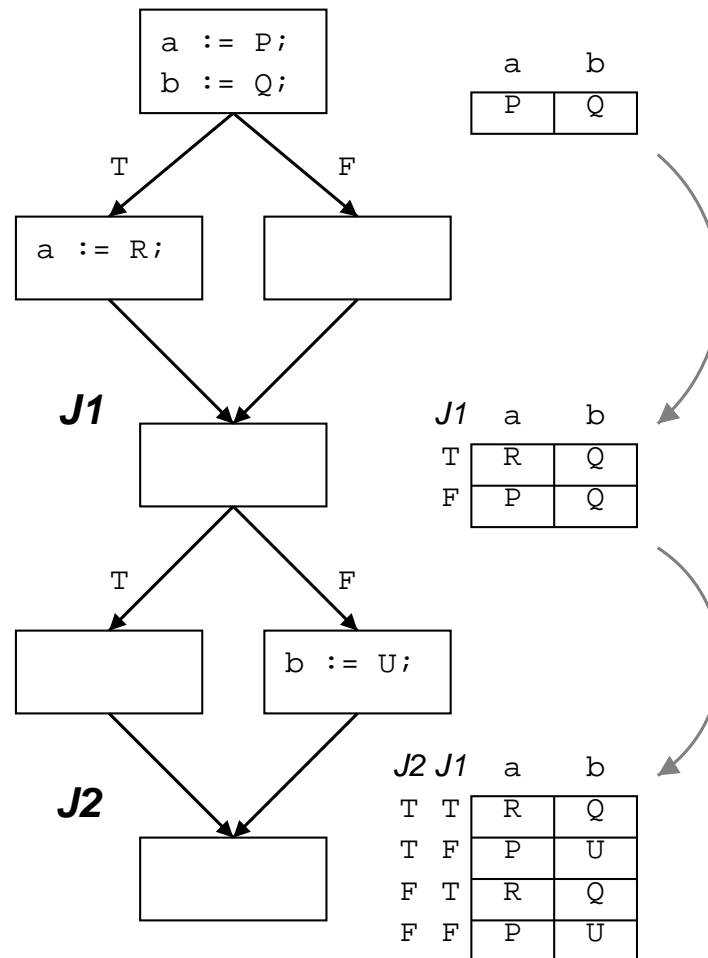 a := P;
b := Q;
a b
P Q
T F
a := R;
J1
J1 a b
T R Q
F P Q
T F
b := U;
J2
J2 J1 a b
T T R Q
T F P U
F T R Q
F F P U